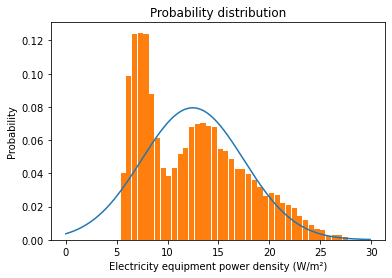 Probability distribution
Probability
0.12
0.10
0.08
0.06
0.04
0.02
0.00
0 5 10 15 20 25 30
Electricity equipment power density (W/m²)